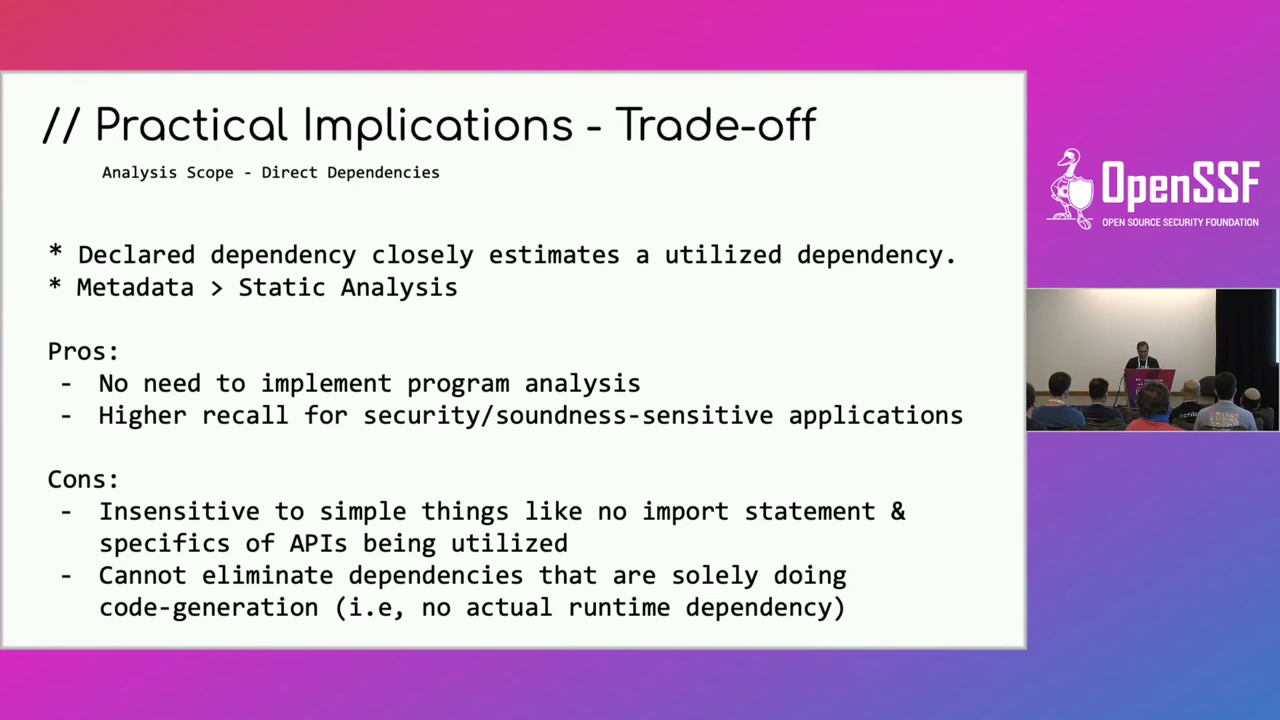 // Practical Implications - Trade-off
Analysis Scope - Direct Dependencies
* Declared dependency closely estimates a utilized dependency.
* Metadata > Static Analysis
Pros:
- No need to implement program analysis
- Higher recall for security/soundness-sensitive applications
Cons:
- Insensitive to simple things like no import statement &
specifics of APIs being utilized
- Cannot eliminate dependencies that are solely doing
code-generation (i.e, no actual runtime dependency)
OpenSSF
OPEN SOURCE SECURITY FOUNDATION